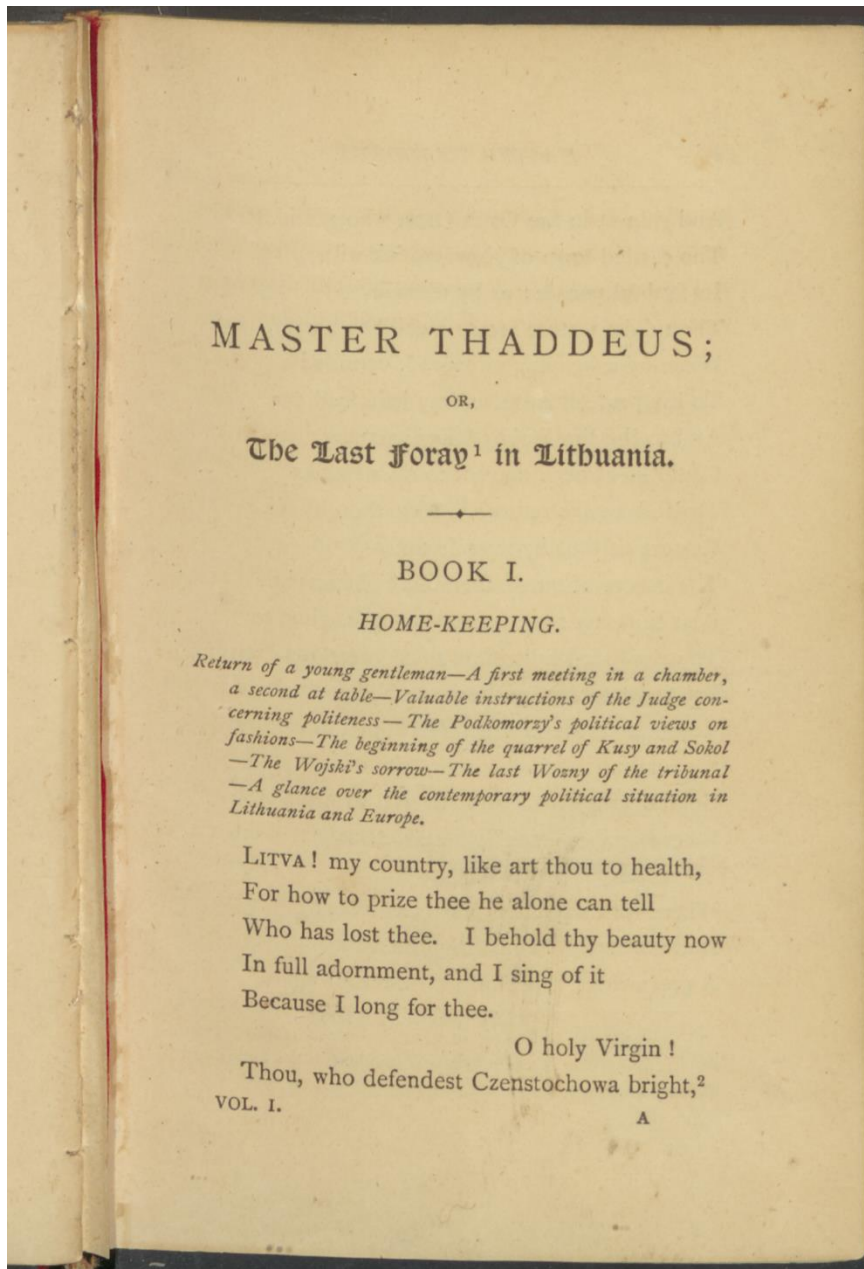 MASTER THADDEUS;
OR,
The Last Foray¹ in Lithuania.
BOOK I.
HOME-KEEPING.
Return of a young gentleman—A first meeting in a chamber,
a second at table—Valuable instructions of the Judge con-
cerning politeness—The Podkomorzy's political views on
fashions—The beginning of the quarrel of Kusy and Sokol
—The Wojski's sorrow—The last Wozny of the tribunal
—A glance over the contemporary political situation in
Lithuania and Europe.
LITVA! my country, like art thou to health,
For how to prize thee he alone can tell
Who has lost thee. I behold thy beauty now
In full adornment, and I sing of it
Because I long for thee.
O holy Virgin!
Thou, who defendest Czenstochowa bright,²
VOL. I.
A